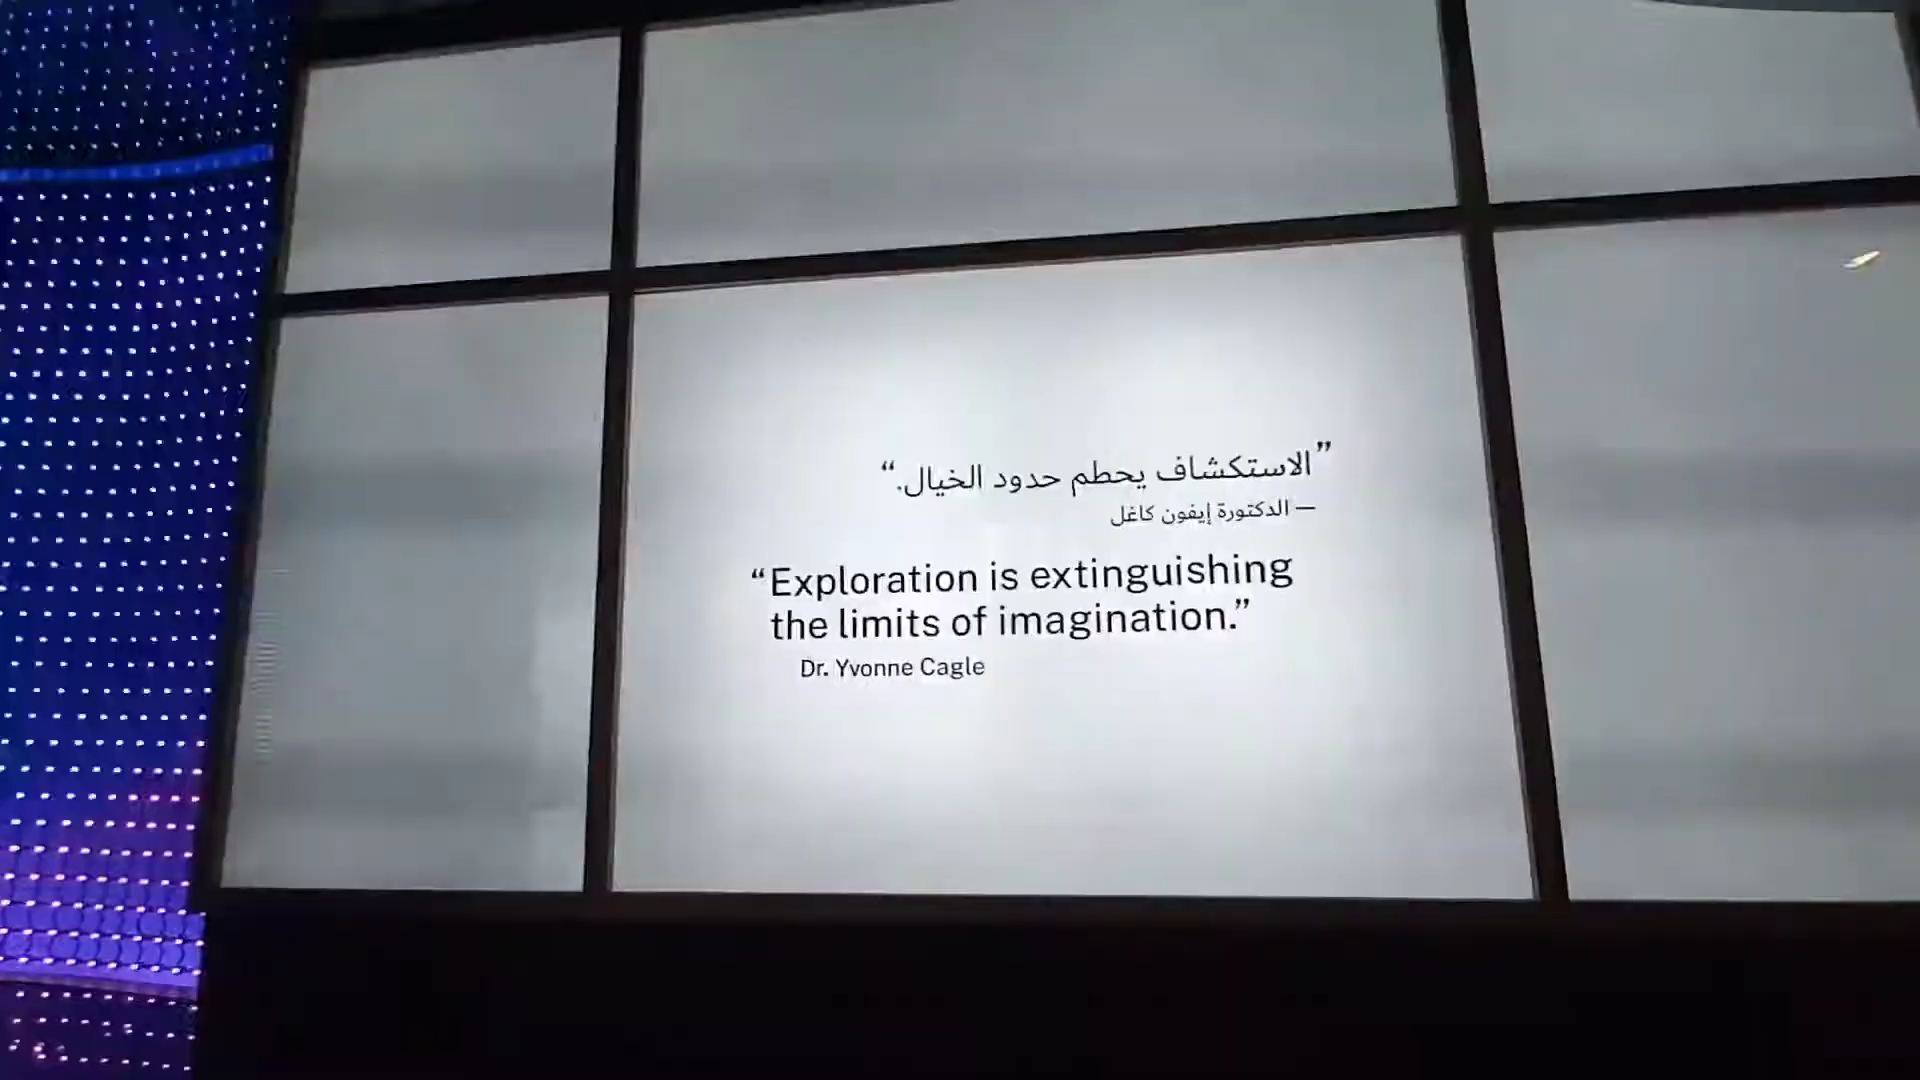 ”الاستكشاف يحطم حدود الخيال.“
— الدكتورة إيفون كاغل
“Exploration is extinguishing
the limits of imagination.”
Dr. Yvonne Cagle